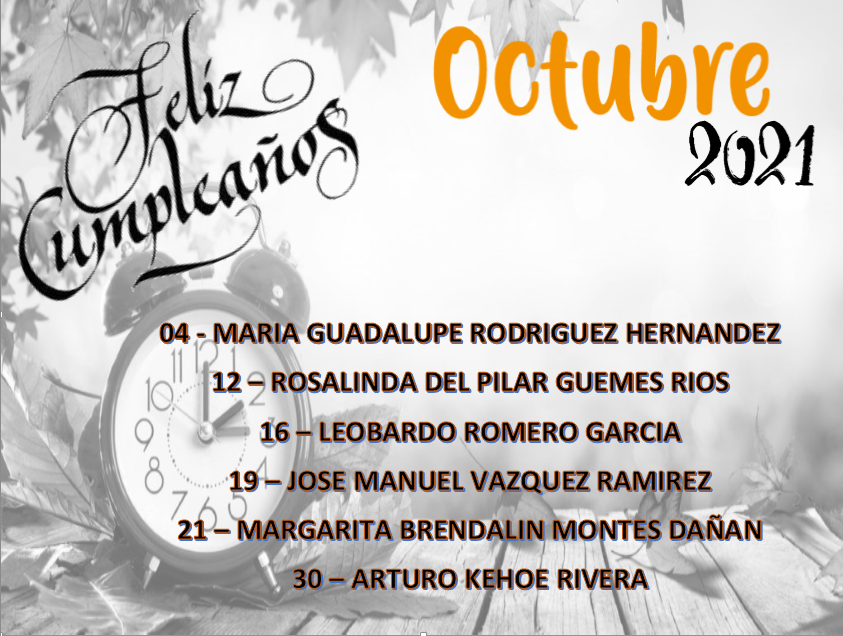 Feliz
Cumpleaños
Octubre
2021
04 - MARIA GUADALUPE RODRIGUEZ HERNANDEZ
12 – ROSALINDA DEL PILAR GUEMES RIOS
16 – LEOBARDO ROMERO GARCIA
19 – JOSE MANUEL VAZQUEZ RAMIREZ
21 – MARGARITA BRENDALIN MONTES DAÑAN
30 – ARTURO KEHOE RIVERA